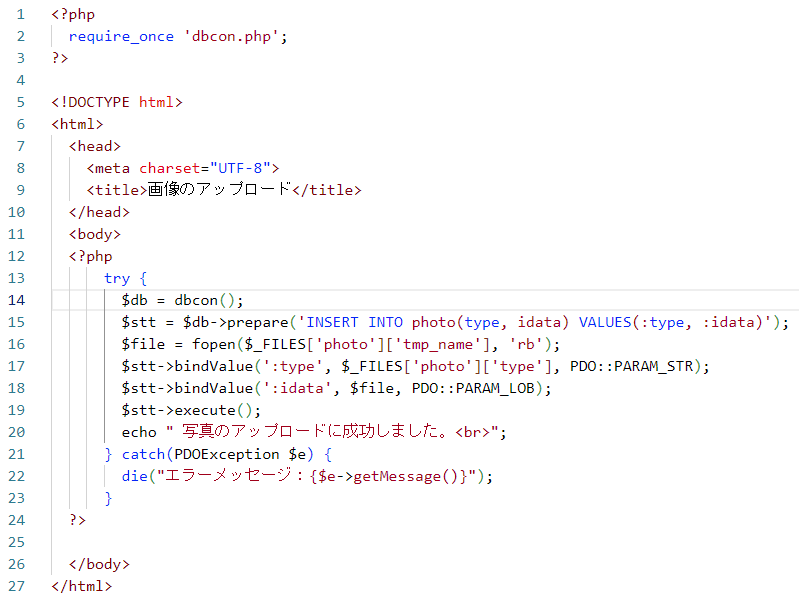 1 <?php
2 require_once 'dbcon.php';
3 ?>
4
5 <!DOCTYPE html>
6 <html>
7 <head>
8 <meta charset="UTF-8">
9 <title>画像のアップロード</title>
10 </head>
11 <body>
12 <?php
13 try {
14 $db = dbcon();
15 $stt = $db->prepare('INSERT INTO photo(type, idata) VALUES(:type, :idata)');
16 $file = fopen($_FILES['photo']['tmp_name'], 'rb');
17 $stt->bindValue(':type', $_FILES['photo']['type'], PDO::PARAM_STR);
18 $stt->bindValue(':idata', $file, PDO::PARAM_LOB);
19 $stt->execute();
20 echo " 写真のアップロードに成功しました。<br>";
21 } catch(PDOException $e) {
22 die("エラーメッセージ：{$e->getMessage()}");
23 }
24 ?>
25
26 </body>
27 </html>